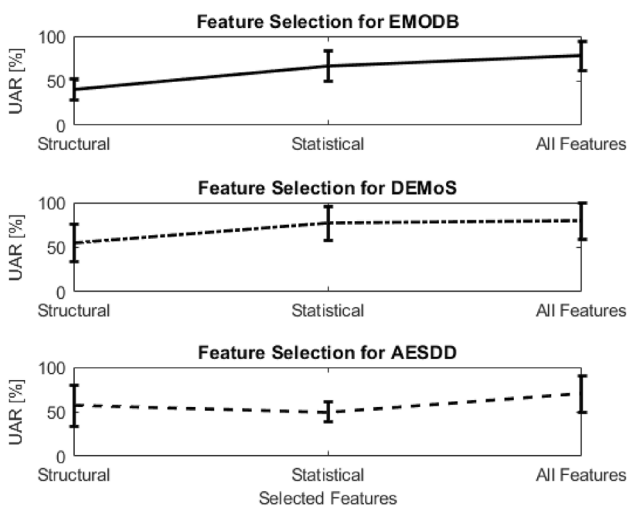 Feature Selection for EMODB
100
50
0
UAR [%]
Structural Statistical All Features
Feature Selection for DEMoS
100
50
0
UAR [%]
Structural Statistical All Features
Feature Selection for AESDD
100
50
0
UAR [%]
Structural Statistical All Features
Selected Features